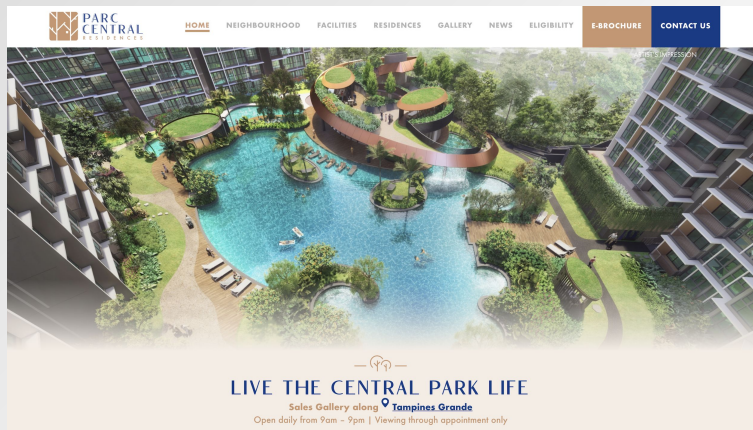 PARC
CENTRAL
RESIDENCES
HOME NEIGHBOURHOOD FACILITIES RESIDENCES GALLERY NEWS ELIGIBILITY E-BROCHURE CONTACT US
IMPRESSION
LIVE THE CENTRAL PARK LIFE
Sales Gallery along Tampines Grande
Open daily from 9am – 9pm | Viewing through appointment only